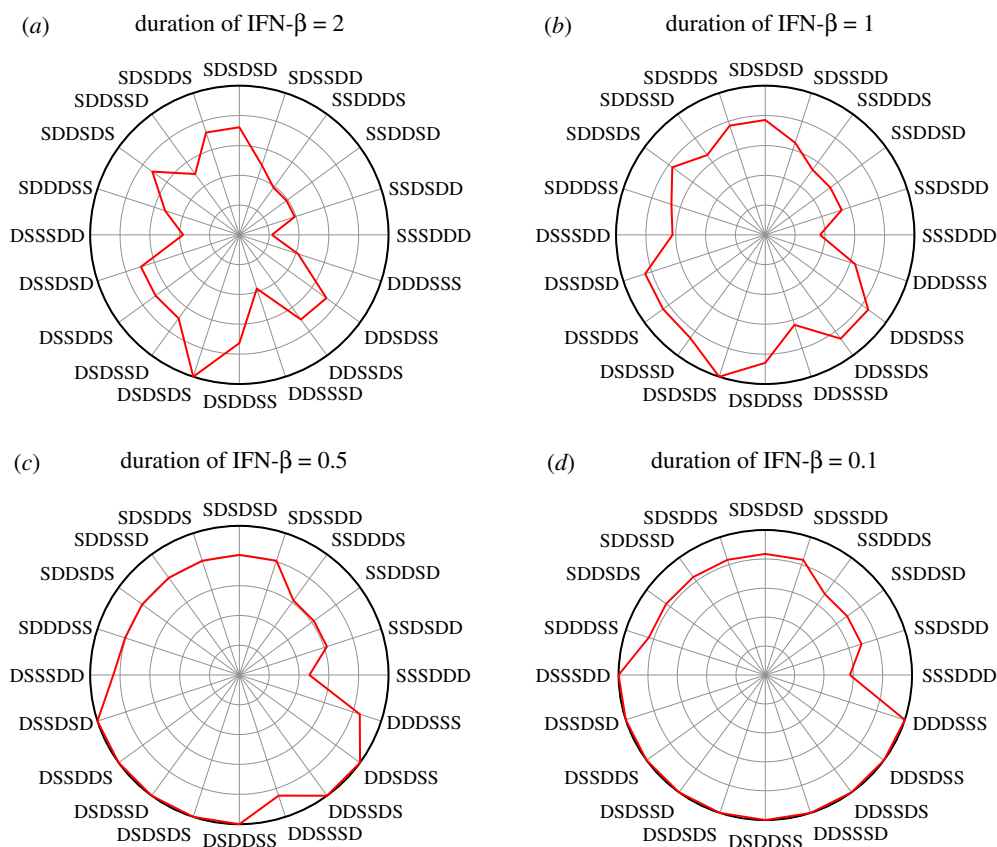 (a) duration of IFN-β = 2
SDSDSD
SDSDDS SDSSDD
SDDSSD SSDDDS
SDDSDS SSDDSD
SDDDSS SSDSDD
DSSSDD SSSDDD
DSSDSD DDDSSS
DSSDDS DDSDSS
DSDSSD DDSSDS
DSDSDS DDSSSD
DSDDSS
(b) duration of IFN-β = 1
SDSDSD
SDSDDS SDSSDD
SDDSSD SSDDDS
SDDSDS SSDDSD
SDDDSS SSDSDD
DSSSDD SSSDDD
DSSDSD DDDSSS
DSSDDS DDSDSS
DSDSSD DDSSDS
DSDSDS DDSSSD
DSDDSS
(c) duration of IFN-β = 0.5
SDSDSD
SDSDDS SDSSDD
SDDSSD SSDDDS
SDDSDS SSDDSD
SDDDSS SSDSDD
DSSSDD SSSDDD
DSSDSD DDDSSS
DSSDDS DDSDSS
DSDSSD DDSSDS
DSDSDS DDSSSD
DSDDSS
(d) duration of IFN-β = 0.1
SDSDSD
SDSDDS SDSSDD
SDDSSD SSDDDS
SDDSDS SSDDSD
SDDDSS SSDSDD
DSSSDD SSSDDD
DSSDSD DDDSSS
DSSDDS DDSDSS
DSDSSD DDSSDS
DSDSDS DDSSSD
DSDDSS